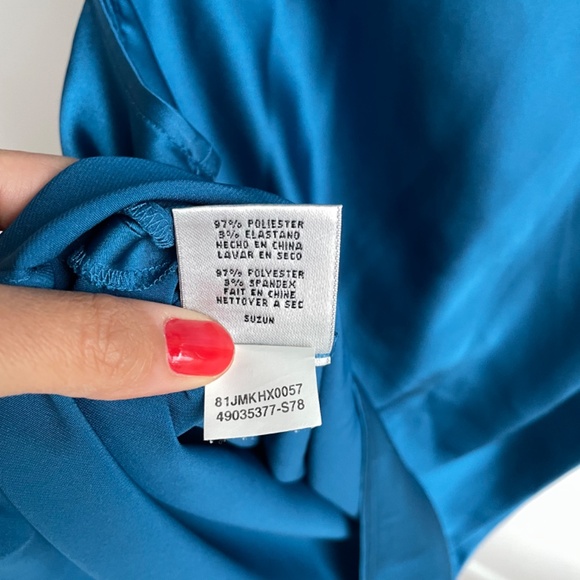 97% POLIESTER
3% ELASTANO
HECHO EN CHINA
LAVAR EN SECO
97% POLYESTER
3% SPANDEX
FAIT EN CHINE
NETTOYER A SEC
SUZUN
81JMKHX0057
49035377-S78